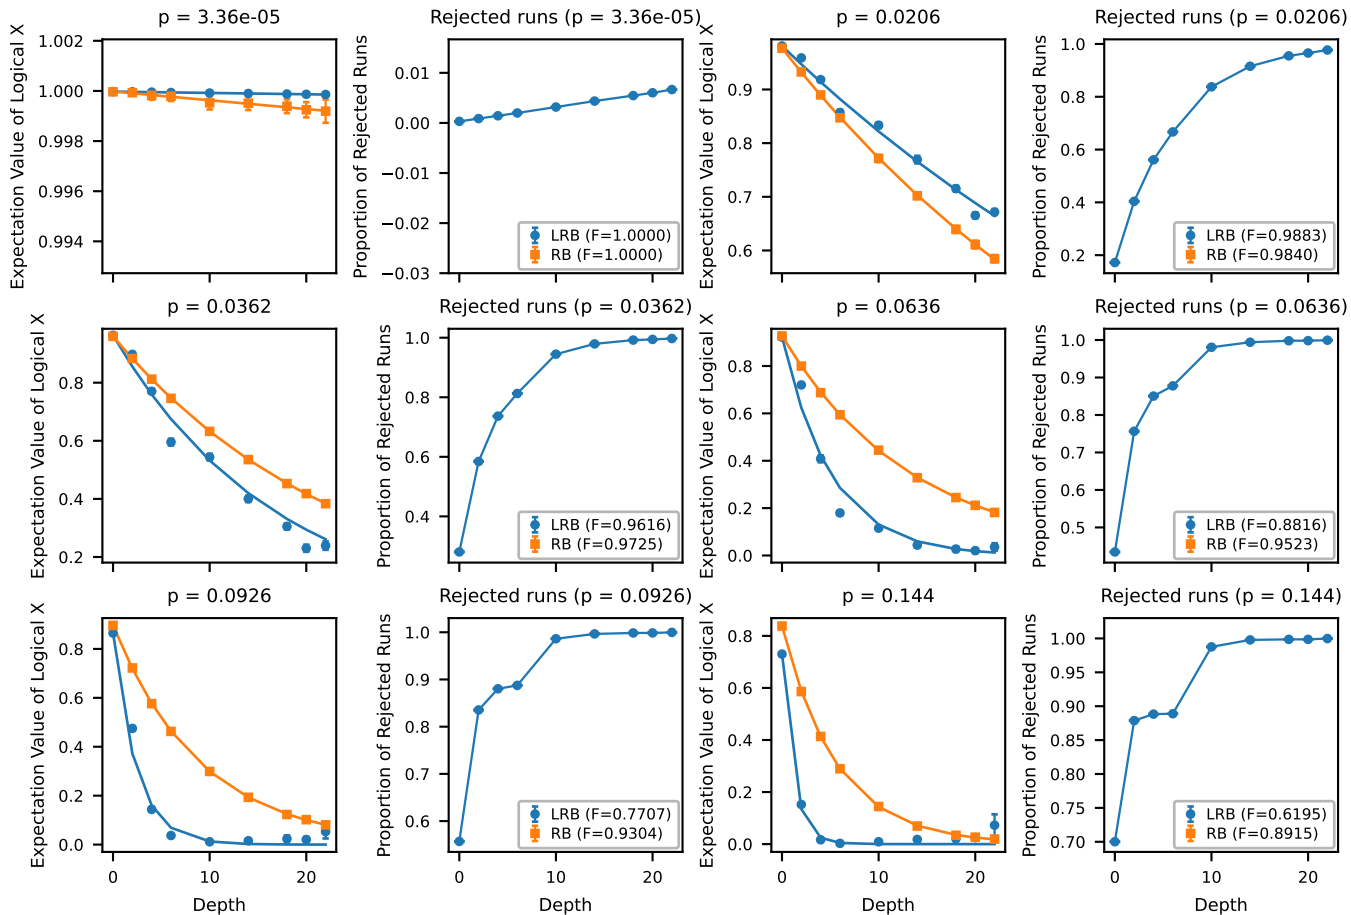 p = 3.36e-05
Expectation Value of Logical X
1.002
1.000
0.998
0.996
0.994
Rejected runs (p = 3.36e-05)
Proportion of Rejected Runs
0.01
0.00
−0.01
−0.02
−0.03
LRB (F=1.0000)
RB (F=1.0000)
p = 0.0206
Expectation Value of Logical X
0.9
0.8
0.7
0.6
Rejected runs (p = 0.0206)
Proportion of Rejected Runs
1.0
0.8
0.6
0.4
0.2
LRB (F=0.9883)
RB (F=0.9840)
p = 0.0362
Expectation Value of Logical X
0.8
0.6
0.4
0.2
Rejected runs (p = 0.0362)
Proportion of Rejected Runs
1.0
0.8
0.6
0.4
LRB (F=0.9616)
RB (F=0.9725)
p = 0.0636
Expectation Value of Logical X
0.8
0.6
0.4
0.2
0.0
Rejected runs (p = 0.0636)
Proportion of Rejected Runs
1.0
0.9
0.8
0.7
0.6
0.5
LRB (F=0.8816)
RB (F=0.9523)
p = 0.0926
Expectation Value of Logical X
0.8
0.6
0.4
0.2
0.0
0 10 20
Depth
Rejected runs (p = 0.0926)
Proportion of Rejected Runs
1.0
0.9
0.8
0.7
0.6
LRB (F=0.7707)
RB (F=0.9304)
0 10 20
Depth
p = 0.144
Expectation Value of Logical X
0.8
0.6
0.4
0.2
0.0
0 10 20
Depth
Rejected runs (p = 0.144)
Proportion of Rejected Runs
1.00
0.95
0.90
0.85
0.80
0.75
0.70
LRB (F=0.6195)
RB (F=0.8915)
0 10 20
Depth